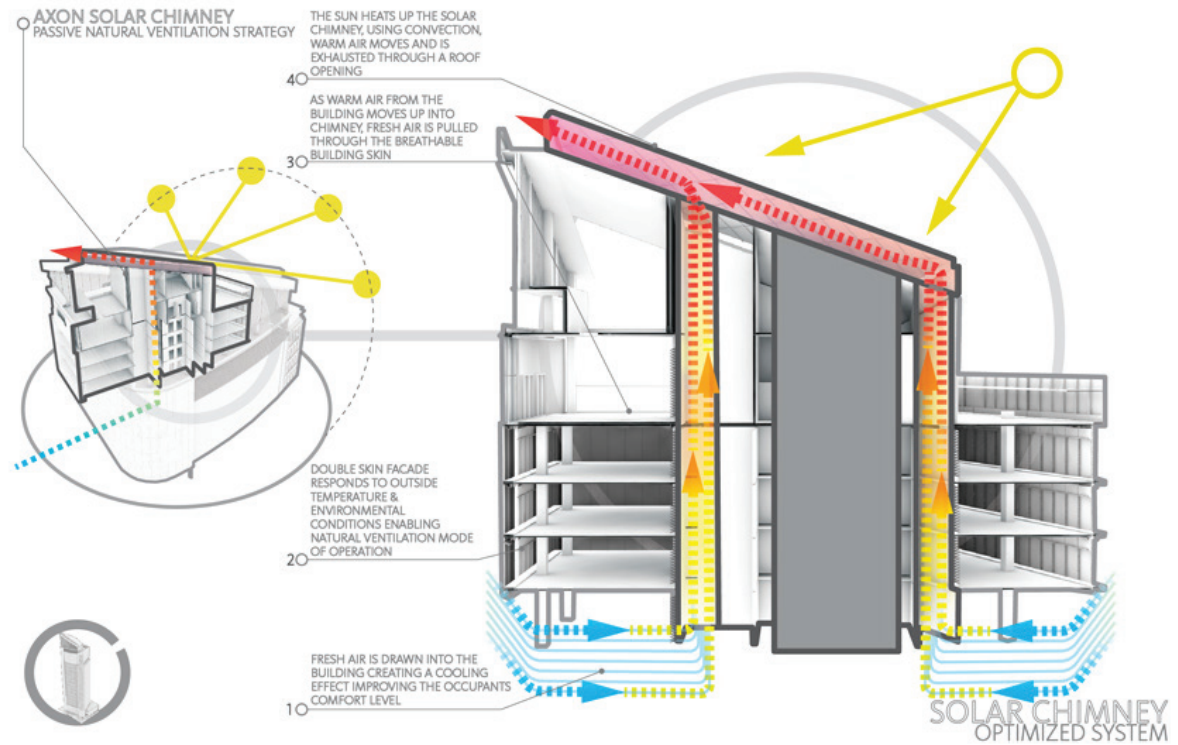 AXON SOLAR CHIMNEY
PASSIVE NATURAL VENTILATION STRATEGY
THE SUN HEATS UP THE SOLAR
CHIMNEY, USING CONVECTION,
WARM AIR MOVES AND IS
EXHAUSTED THROUGH A ROOF
OPENING
4
AS WARM AIR FROM THE
BUILDING MOVES UP INTO
CHIMNEY, FRESH AIR IS PULLED
THROUGH THE BREATHABLE
BUILDING SKIN
3
DOUBLE SKIN FACADE
RESPONDS TO OUTSIDE
TEMPERATURE &
ENVIRONMENTAL
CONDITIONS ENABLING
NATURAL VENTILATION MODE
OF OPERATION
2
FRESH AIR IS DRAWN INTO THE
BUILDING CREATING A COOLING
EFFECT IMPROVING THE OCCUPANTS
COMFORT LEVEL
1
SOLAR CHIMNEY
OPTIMIZED SYSTEM